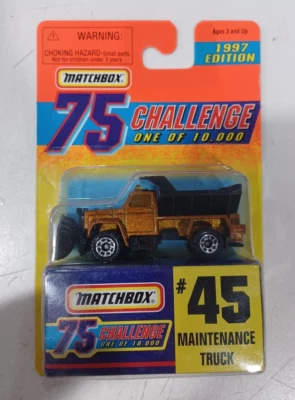 WARNING:
CHOKING HAZARD-Small parts.
Not for children under 3 years.
Ages 3 and Up
1997
EDITION
MATCHBOX
75 CHALLENGE
ONE OF 10,000
MATCHBOX
75 CHALLENGE
ONE OF 10,000
#45
MAINTENANCE
TRUCK